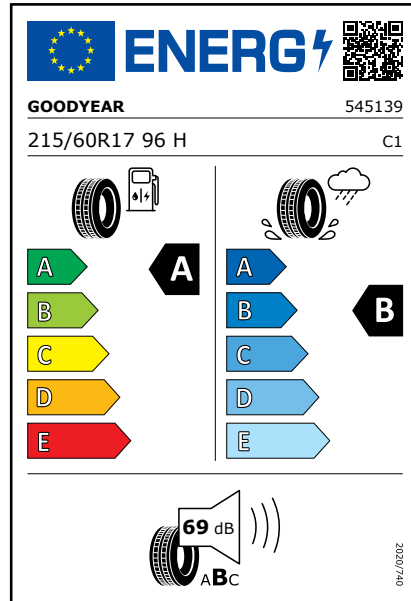 ENERG
GOODYEAR 545139
215/60R17 96 H C1
A A A
B B B
C C
D D
E E
69 dB
ABC
2020/740